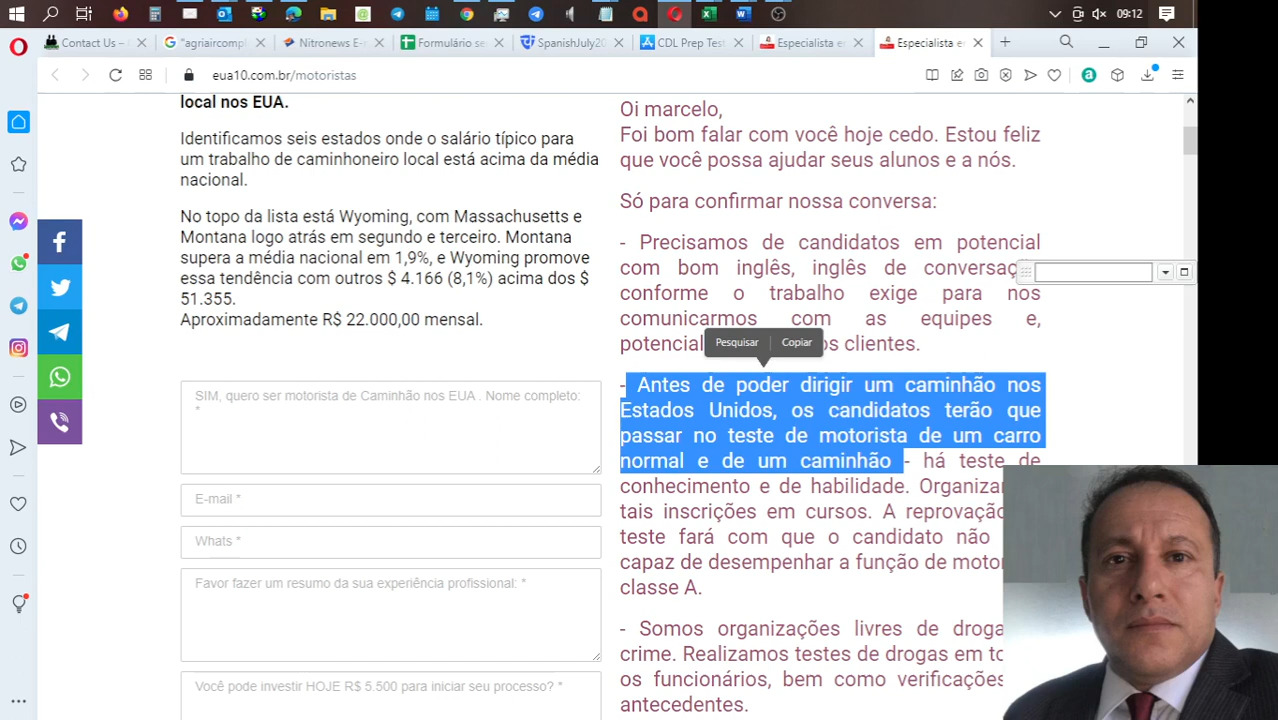 09:12
Contact Us –
"agriaircompl
Nitronews E-
Formulário se
SpanishJuly20
CDL Prep Test
Especialista e
Especialista e
eua10.com.br/motoristas
local nos EUA.
Identificamos seis estados onde o salário típico para
um trabalho de caminhoneiro local está acima da média
nacional.
No topo da lista está Wyoming, com Massachusetts e
Montana logo atrás em segundo e terceiro. Montana
supera a média nacional em 1,9%, e Wyoming promove
essa tendência com outros $ 4.166 (8,1%) acima dos $
51.355.
Aproximadamente R$ 22.000,00 mensal.
SIM, quero ser motorista de Caminhão nos EUA . Nome completo:
*
E-mail *
Whats *
Favor fazer um resumo da sua experiência profissional: *
Você pode investir HOJE R$ 5.500 para iniciar seu processo? *
Oi marcelo,
Foi bom falar com você hoje cedo. Estou feliz
que você possa ajudar seus alunos e a nós.
Só para confirmar nossa conversa:
- Precisamos de candidatos em potencial
com bom inglês, inglês de conversaç
conforme o trabalho exige para nos
comunicarmos com as equipes e,
potencial os clientes.
Pesquisar Copiar
- Antes de poder dirigir um caminhão nos
Estados Unidos, os candidatos terão que
passar no teste de motorista de um carro
normal e de um caminhão - há teste de
conhecimento e de habilidade. Organiza
tais inscrições em cursos. A reprovação
teste fará com que o candidato não
capaz de desempenhar a função de moto
classe A.
- Somos organizações livres de droga
crime. Realizamos testes de drogas em to
os funcionários, bem como verificações
antecedentes.